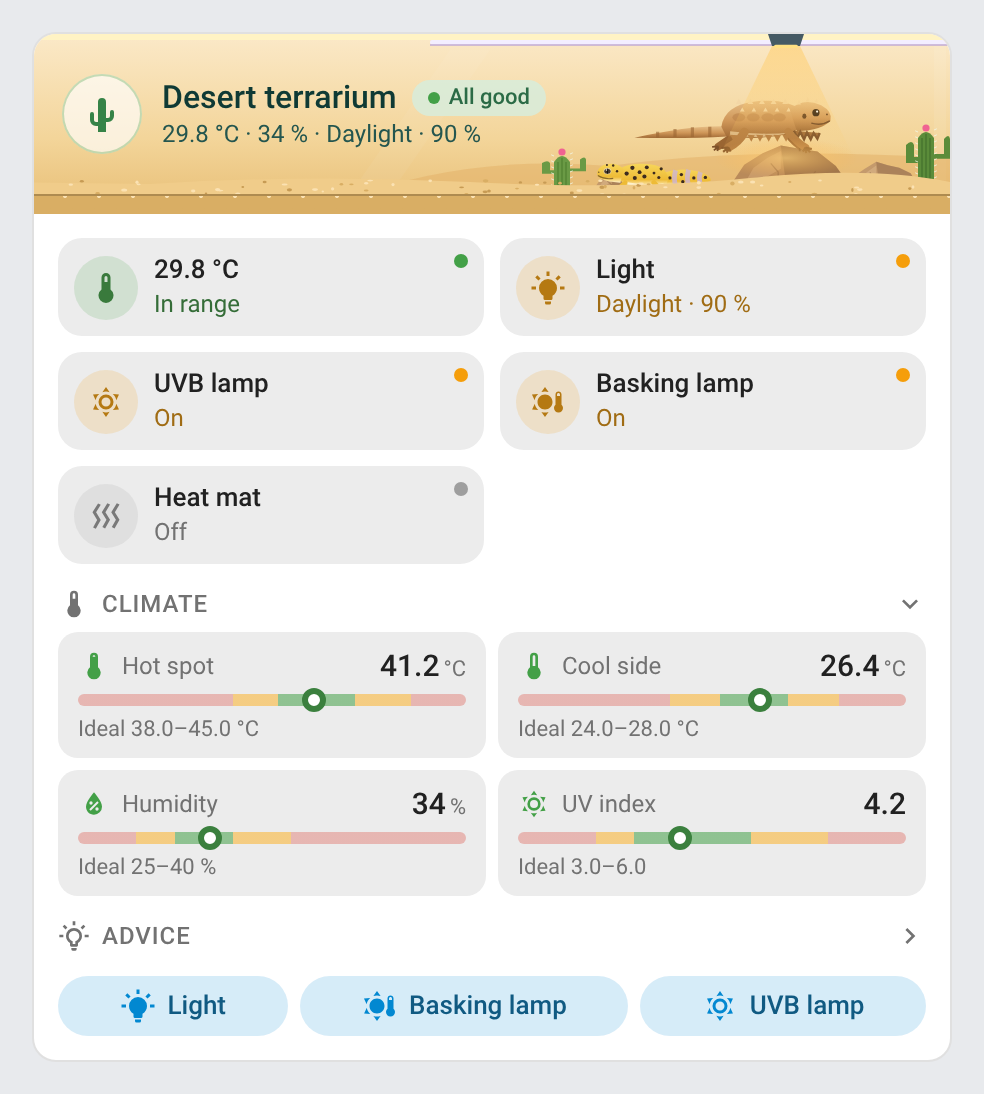 Desert terrarium
All good
29.8 °C · 34 % · Daylight · 90 %
29.8 °C
In range
Light
Daylight · 90 %
UVB lamp
On
Basking lamp
On
Heat mat
Off
CLIMATE
Hot spot 41.2 °C
Ideal 38.0–45.0 °C
Cool side 26.4 °C
Ideal 24.0–28.0 °C
Humidity 34 %
Ideal 25–40 %
UV index 4.2
Ideal 3.0–6.0
ADVICE
Light
Basking lamp
UVB lamp